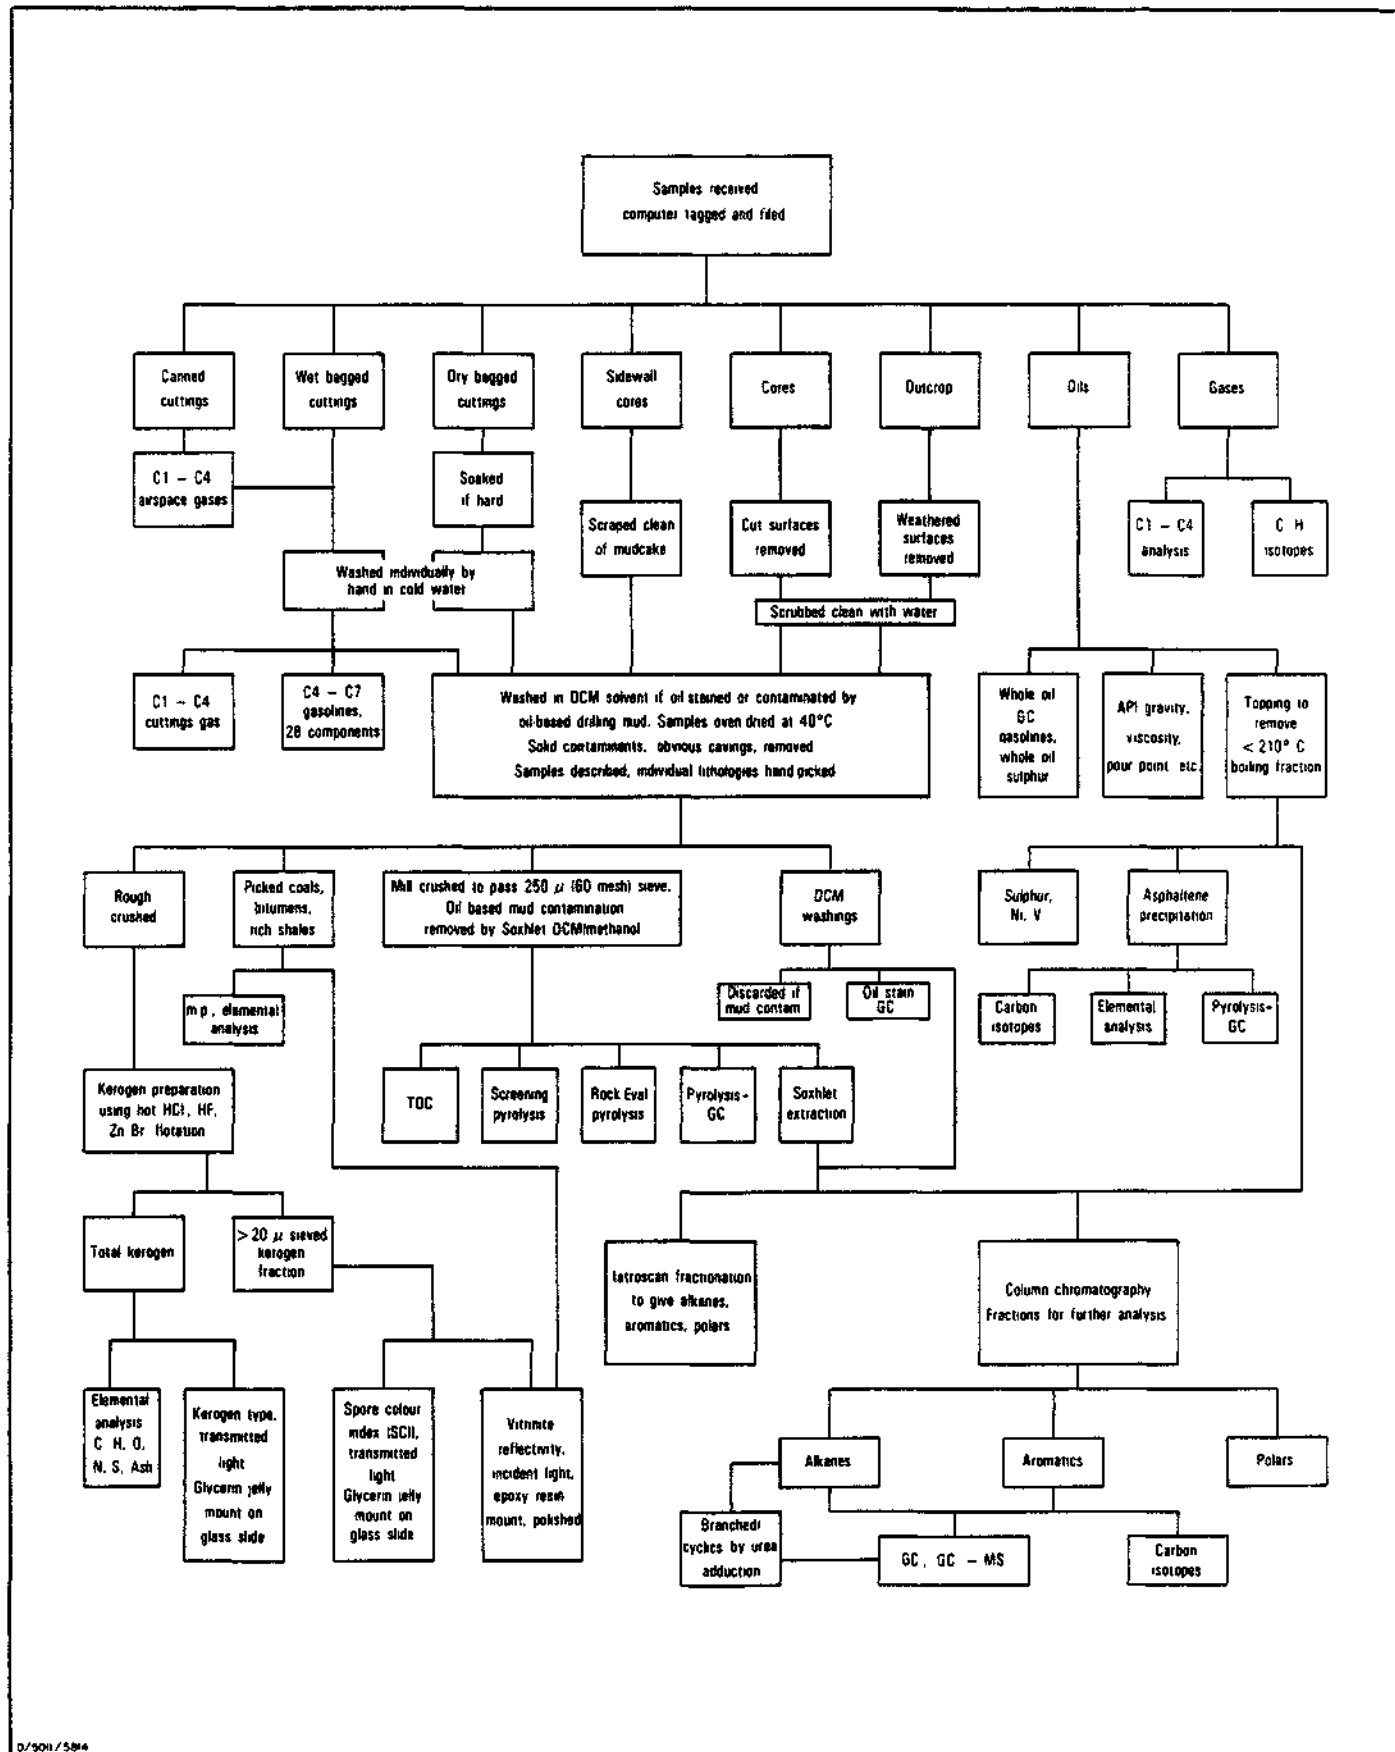 Samples received
computer tagged and filed
Canned
cuttings
Wet bagged
cuttings
Dry bagged
cuttings
Sidewall
cores
Cores
Outcrop
Oils
Gases
C1 – C4
airspace gases
Soaked
if hard
Scraped clean
of mudcake
Cut surfaces
removed
Weathered
surfaces
removed
C1 – C4
analysis
C H
isotopes
Washed individually by
hand in cold water
Scrubbed clean with water
C1 – C4
cuttings gas
C4 – C7
gasolines,
28 components
Washed in DCM solvent if oil stained or contaminated by
oil-based drilling mud. Samples oven dried at 40°C
Solid contaminents, obvious cavings, removed
Samples described, individual lithologies hand picked
Whole oil
GC
gasolines,
whole oil
sulphur
API gravity,
viscosity,
pour point etc
Topping to
remove
< 210° C
boiling fraction
Rough
crushed
Picked coals,
bitumens,
rich shales
Mill crushed to pass 250 μ (60 mesh) sieve.
Oil based mud contamination
removed by Soxhlet DCM/methanol
DCM
washings
Sulphur,
Ni, V
Asphaltene
precipitation
m p, elemental
analysis
Discarded if
mud contam
Oil stain
GC
Carbon
isotopes
Elemental
analysis
Pyrolysis-
GC
Kerogen preparation
using hot HCl, HF,
Zn Br flotation
TOC
Screening
pyrolysis
Rock Eval
pyrolysis
Pyrolysis-
GC
Soxhlet
extraction
Total kerogen
> 20 μ sieved
kerogen
fraction
Iatroscan fractionation
to give alkanes,
aromatics, polars
Column chromatography
Fractions for further analysis
Elemental
analysis
C H, O,
N, S, Ash
Kerogen type,
transmitted
light
Glycerin jelly
mount on
glass slide
Spore colour
index (SCI),
transmitted
light
Glycerin jelly
mount on
glass slide
Vitrinite
reflectivity,
incident light,
epoxy resin
mount, polished
Alkanes
Aromatics
Polars
Branched/
cyclics by urea
adduction
GC, GC – MS
Carbon
isotopes
D/5011/5814